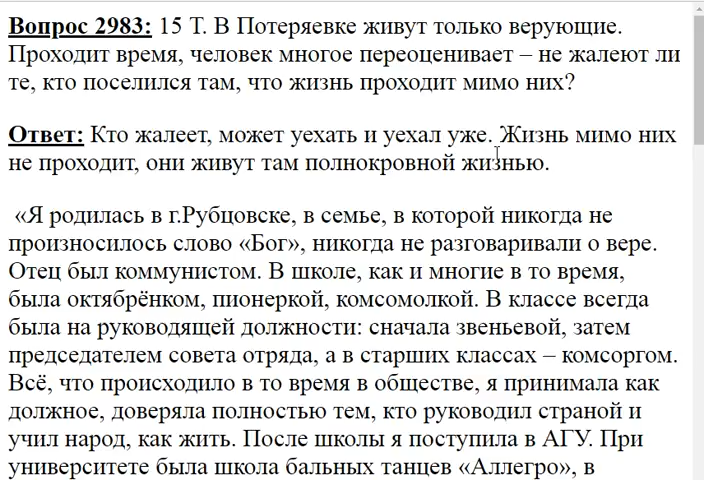 Вопрос 2983: 15 Т. В Потеряевке живут только верующие.
Проходит время, человек многое переоценивает – не жалеют ли
те, кто поселился там, что жизнь проходит мимо них?
Ответ: Кто жалеет, может уехать и уехал уже. Жизнь мимо них
не проходит, они живут там полнокровной жизнью.
«Я родилась в г.Рубцовске, в семье, в которой никогда не
произносилось слово «Бог», никогда не разговаривали о вере.
Отец был коммунистом. В школе, как и многие в то время,
была октябрёнком, пионеркой, комсомолкой. В классе всегда
была на руководящей должности: сначала звеньевой, затем
председателем совета отряда, а в старших классах – комсоргом.
Всё, что происходило в то время в обществе, я принимала как
должное, доверяла полностью тем, кто руководил страной и
учил народ, как жить. После школы я поступила в АГУ. При
университете была школа бальных танцев «Аллегро», в